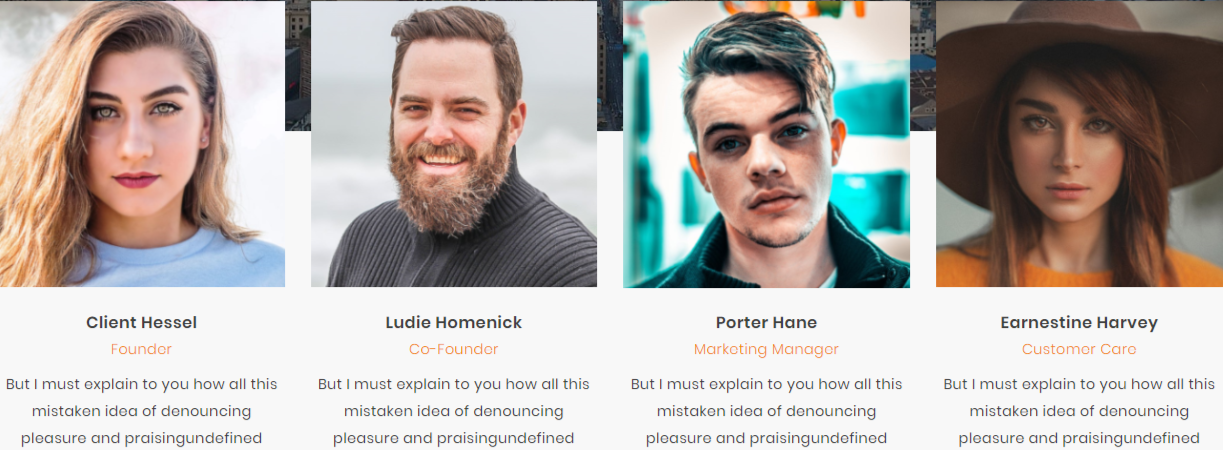 Client Hessel
Founder
But I must explain to you how all this
mistaken idea of denouncing
pleasure and praisingundefined
Ludie Homenick
Co-Founder
But I must explain to you how all this
mistaken idea of denouncing
pleasure and praisingundefined
Porter Hane
Marketing Manager
But I must explain to you how all this
mistaken idea of denouncing
pleasure and praisingundefined
Earnestine Harvey
Customer Care
But I must explain to you how all this
mistaken idea of denouncing
pleasure and praisingundefined